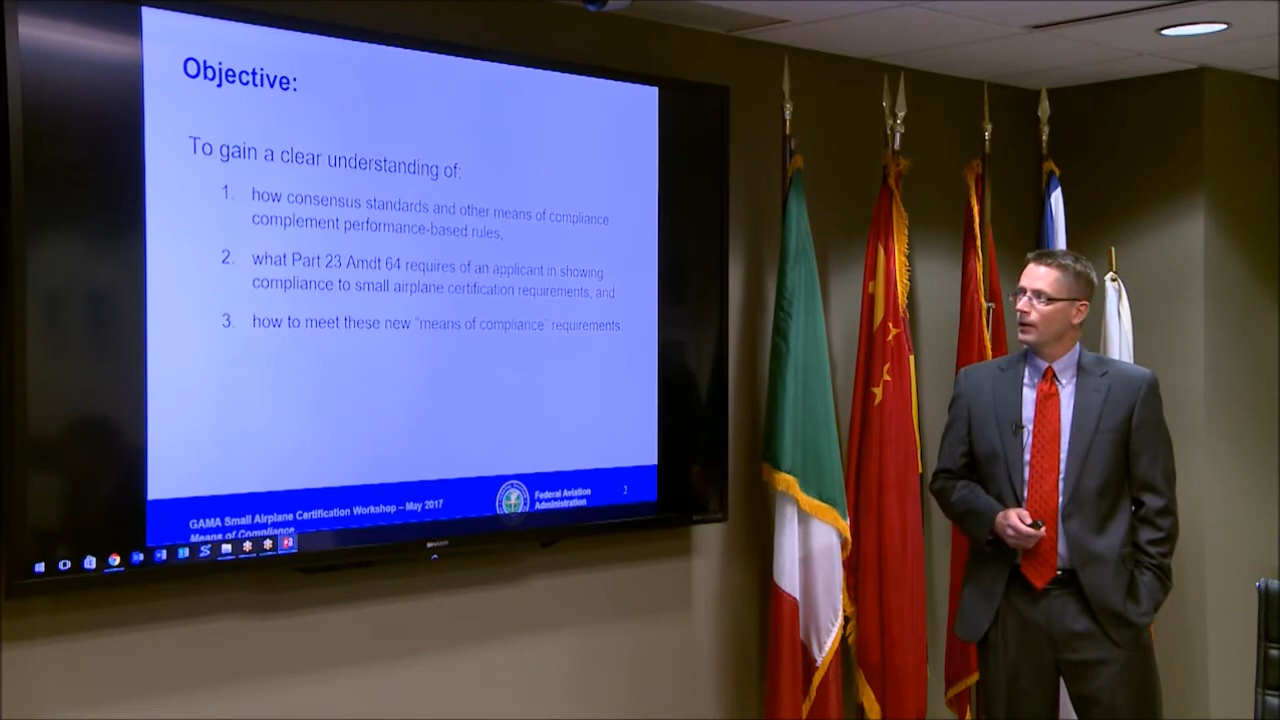 Objective:
To gain a clear understanding of:
1. how consensus standards and other means of compliance
complement performance-based rules,
2. what Part 23 Amdt 64 requires of an applicant in showing
compliance to small airplane certification requirements, and
3. how to meet these new “means of compliance” requirements.
GAMA Small Airplane Certification Workshop – May 2017
Means of Compliance
Federal Aviation
Administration
2
SHARP